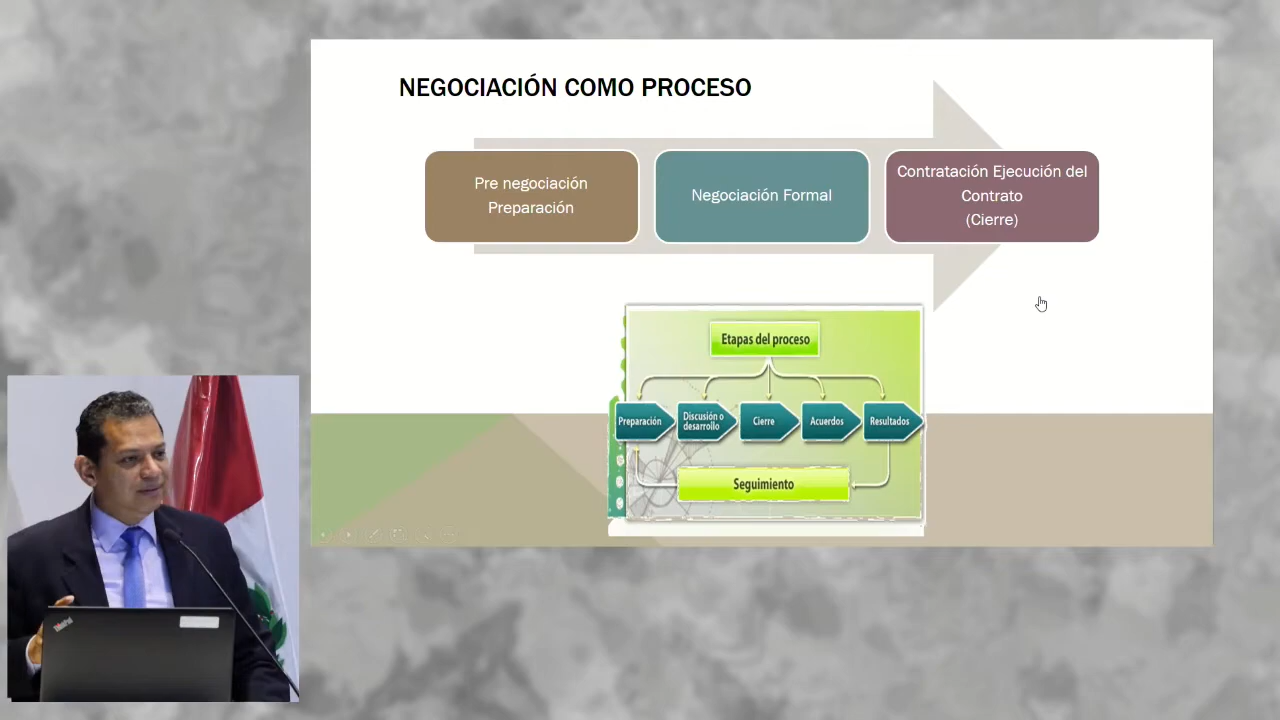 NEGOCIACIÓN COMO PROCESO
Pre negociación
Preparación
Negociación Formal
Contratación Ejecución del
Contrato
(Cierre)
Etapas del proceso
Preparación
Discusión o
desarrollo
Cierre
Acuerdos
Resultados
Seguimiento
ThinkPad